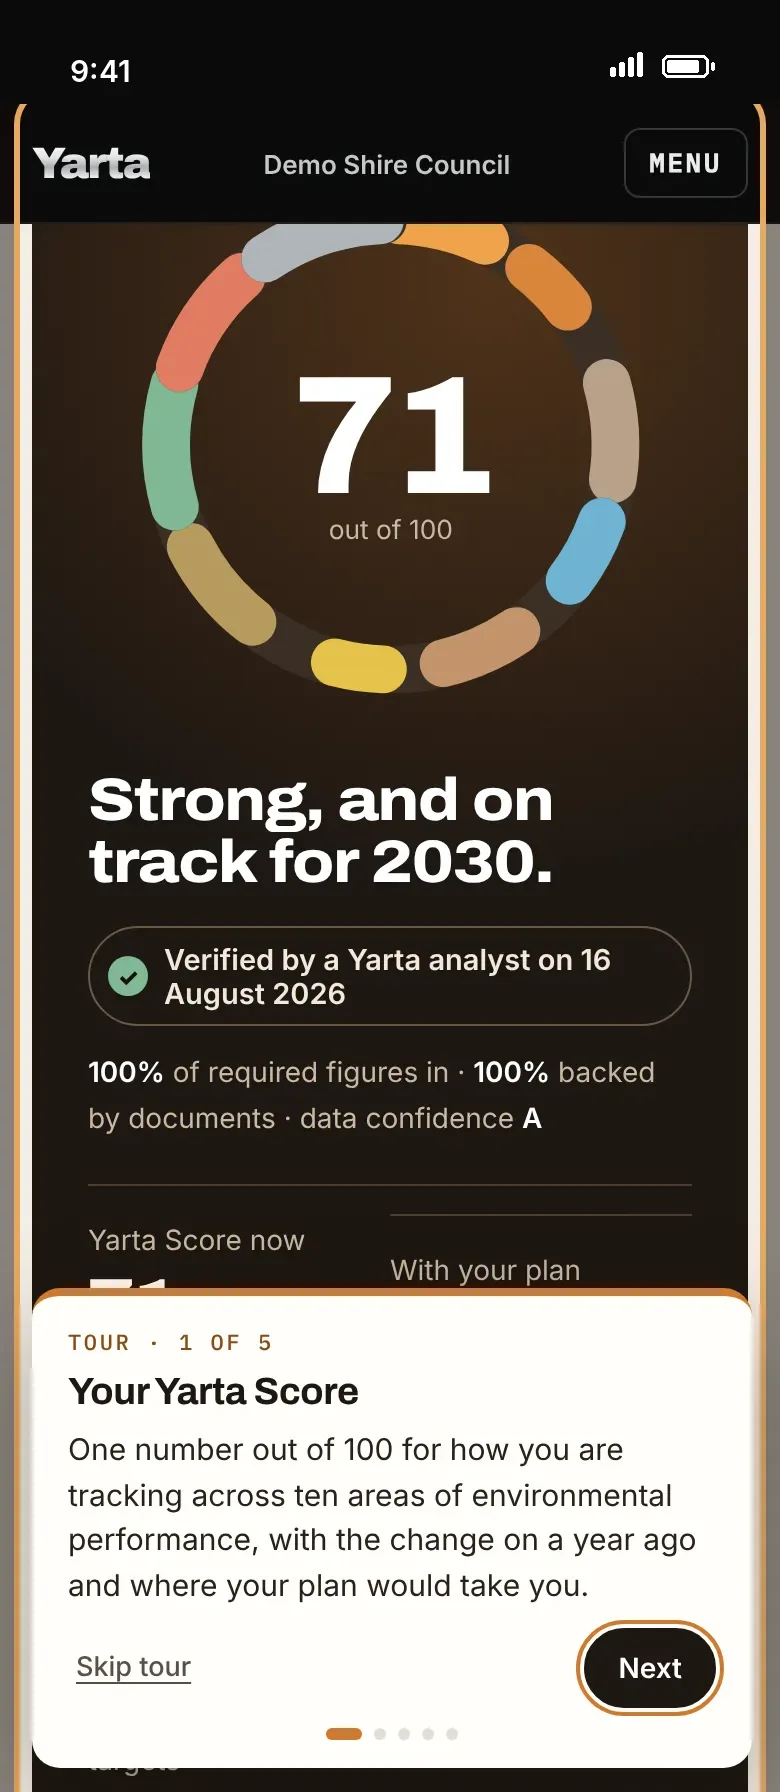 9:41
Yarta
Demo Shire Council
MENU
71
out of 100
Strong, and on
track for 2030.
Verified by a Yarta analyst on 16
August 2026
100% of required figures in · 100% backed
by documents · data confidence A
Yarta Score now
With your plan
TOUR · 1 OF 5
Your Yarta Score
One number out of 100 for how you are
tracking across ten areas of environmental
performance, with the change on a year ago
and where your plan would take you.
Skip tour
Next